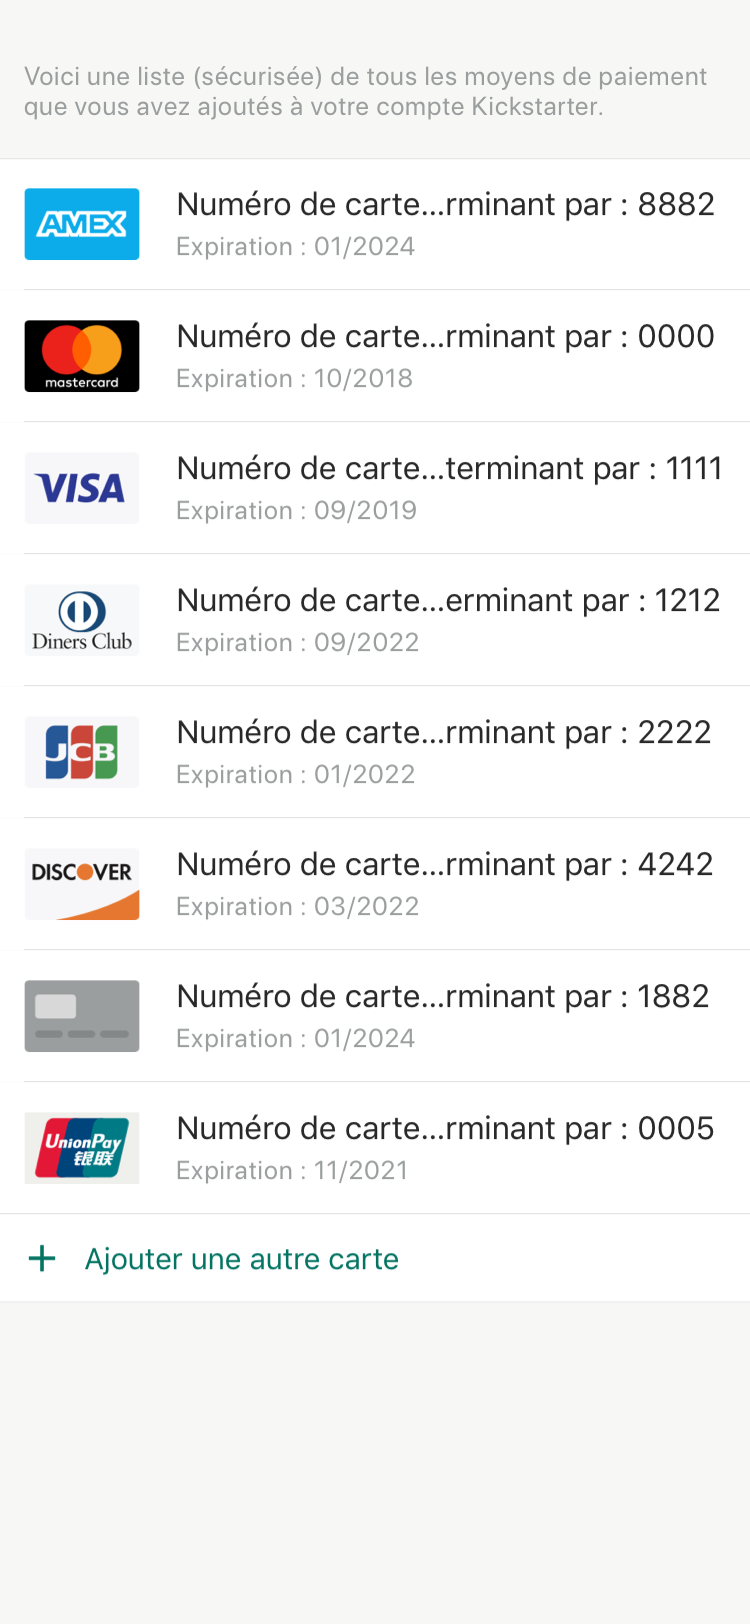 Voici une liste (sécurisée) de tous les moyens de paiement
que vous avez ajoutés à votre compte Kickstarter.
AMEX
Numéro de carte...rminant par : 8882
Expiration : 01/2024
mastercard
Numéro de carte...rminant par : 0000
Expiration : 10/2018
VISA
Numéro de carte...terminant par : 1111
Expiration : 09/2019
Diners Club
Numéro de carte...erminant par : 1212
Expiration : 09/2022
JCB
Numéro de carte...rminant par : 2222
Expiration : 01/2022
DISCOVER
Numéro de carte...rminant par : 4242
Expiration : 03/2022
Numéro de carte...rminant par : 1882
Expiration : 01/2024
UnionPay
银联
Numéro de carte...rminant par : 0005
Expiration : 11/2021
+ Ajouter une autre carte